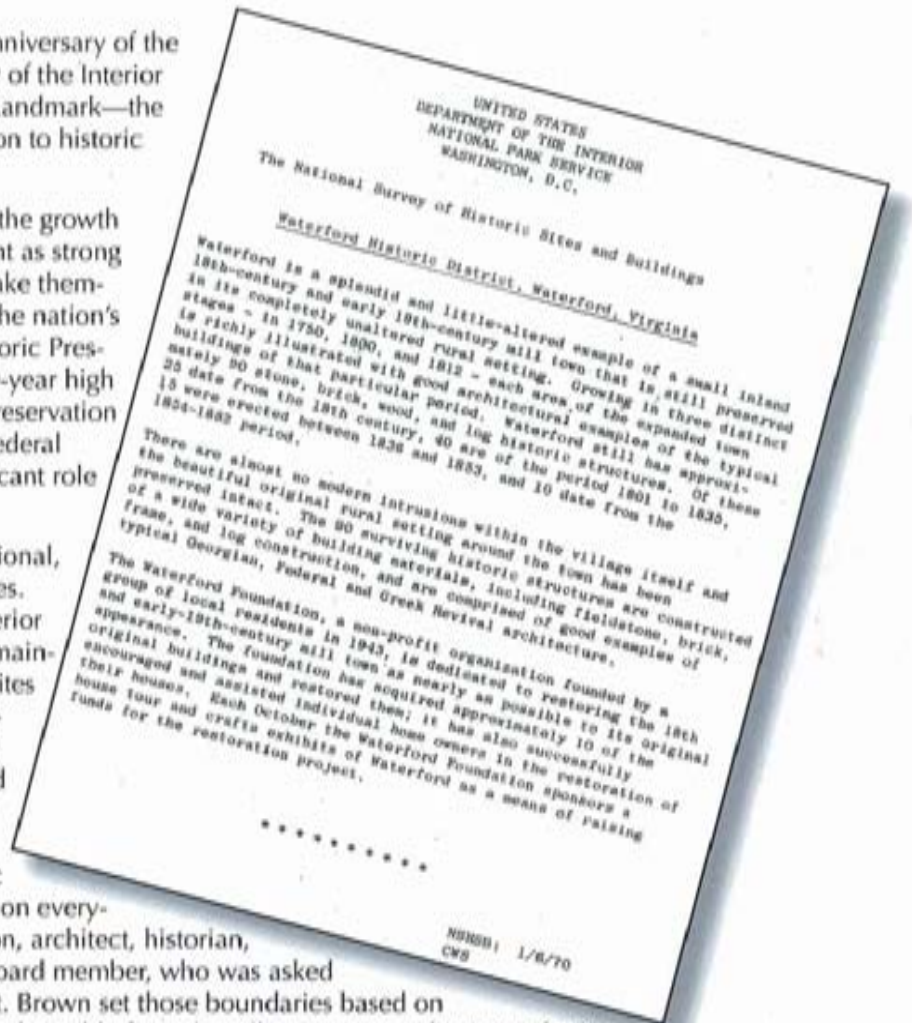 nniversary of the
of the Interior
andmark—the
on to historic
the growth
nt as strong
ake them-
he nation's
oric Pres-
-year high
reservation
ederal
cant role
ional,
es.
erior
main-
ites
d
on every-
n, architect, historian,
oard member, who was asked
t. Brown set those boundaries based on
UNITED STATES
DEPARTMENT OF THE INTERIOR
NATIONAL PARK SERVICE
WASHINGTON, D.C.
The National Survey of Historic Sites and Buildings
Waterford Historic District, Waterford, Virginia
Waterford is a splendid and little-altered example of a small inland
18th-century and early 19th-century mill town that is still preserved
in its completely unaltered rural setting. Growing in three distinct
stages - in 1750, 1800, and 1812 - each area of the expanded town
is richly illustrated with good architectural examples of the typical
buildings of that particular period. Waterford still has approxi-
mately 90 stone, brick, wood, and log historic structures. Of these
25 date from the 18th century, 40 are of the period 1801 to 1835,
15 were erected between 1836 and 1853, and 10 date from the
1854-1882 period.
There are almost no modern intrusions within the village itself and
the beautiful original rural setting around the town has been
preserved intact. The 90 surviving historic structures are constructed
of a wide variety of building materials, including fieldstone, brick,
frame, and log construction, and are comprised of good examples of
typical Georgian, Federal and Greek Revival architecture.
The Waterford Foundation, a non-profit organization founded by a
group of local residents in 1943, is dedicated to restoring the 18th
and early-19th-century mill town as nearly as possible to its original
appearance. The foundation has acquired approximately 10 of the
original buildings and restored them; it has also successfully
encouraged and assisted individual home owners in the restoration of
their houses. Each October the Waterford Foundation sponsors a
house tour and crafts exhibits of Waterford as a means of raising
funds for the restoration project.
* * * * * * * * * *
NSHSB: 1/6/70
CWS